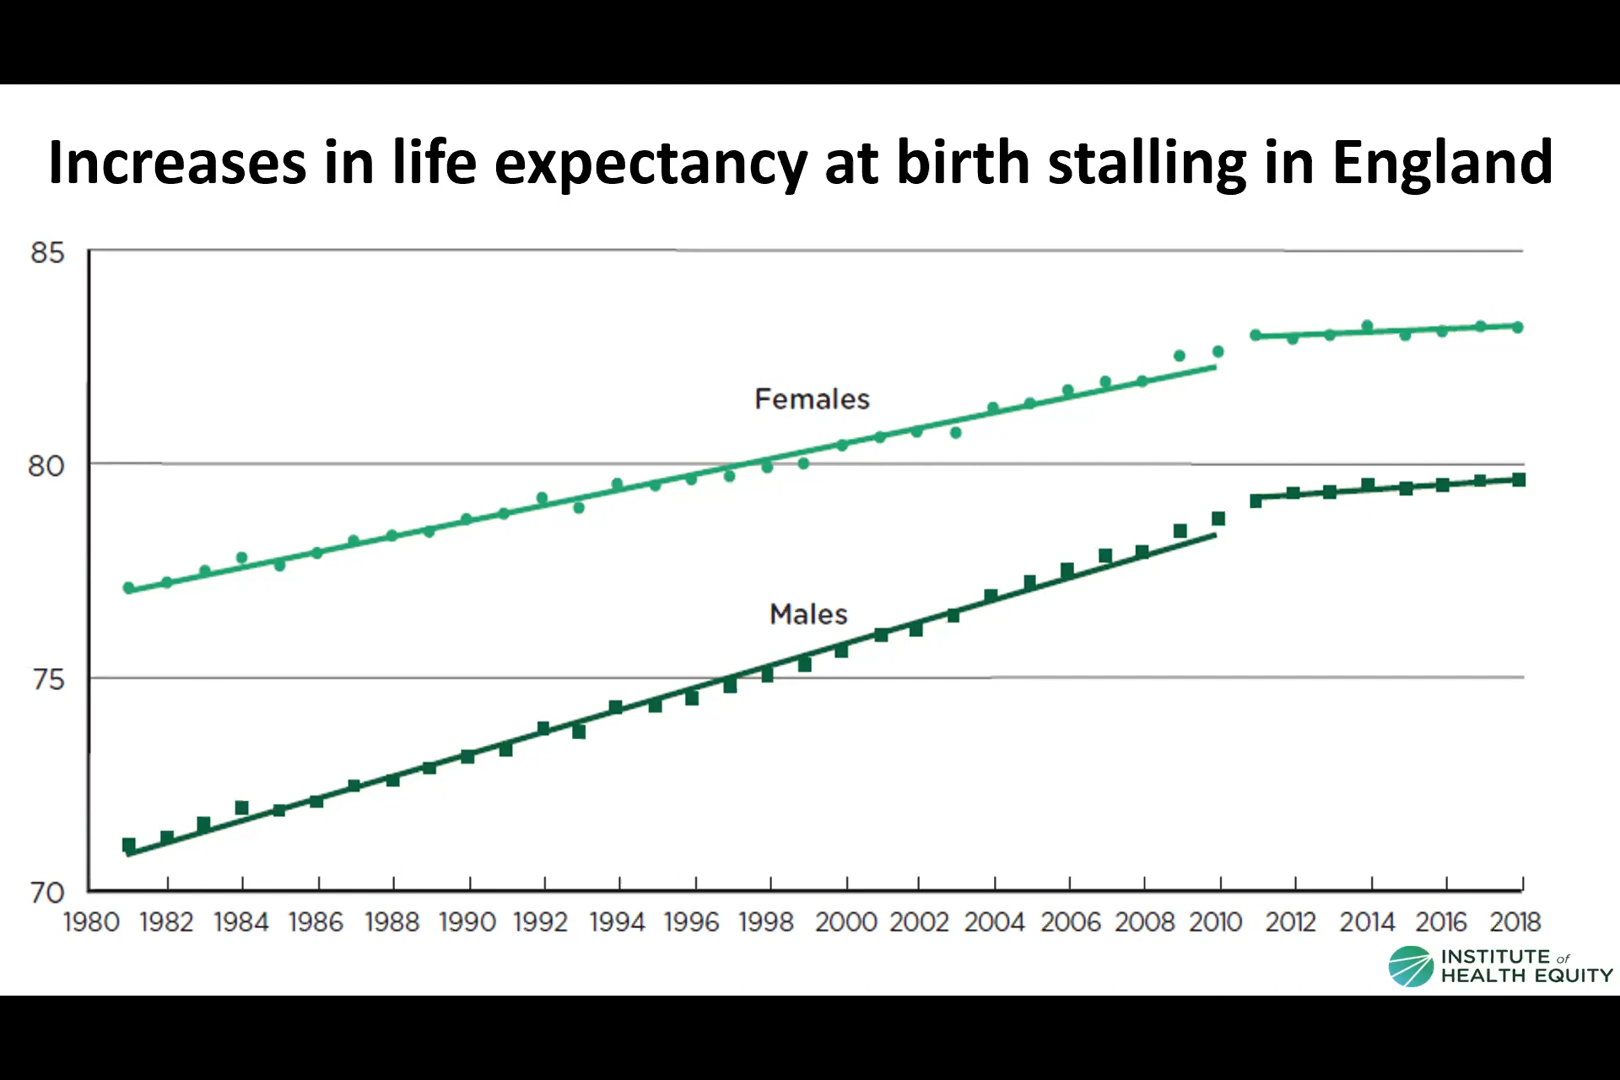 Increases in life expectancy at birth stalling in England
85
Females
80
Males
75
70
1980 1982 1984 1986 1988 1990 1992 1994 1996 1998 2000 2002 2004 2006 2008 2010 2012 2014 2016 2018
INSTITUTE of
HEALTH EQUITY